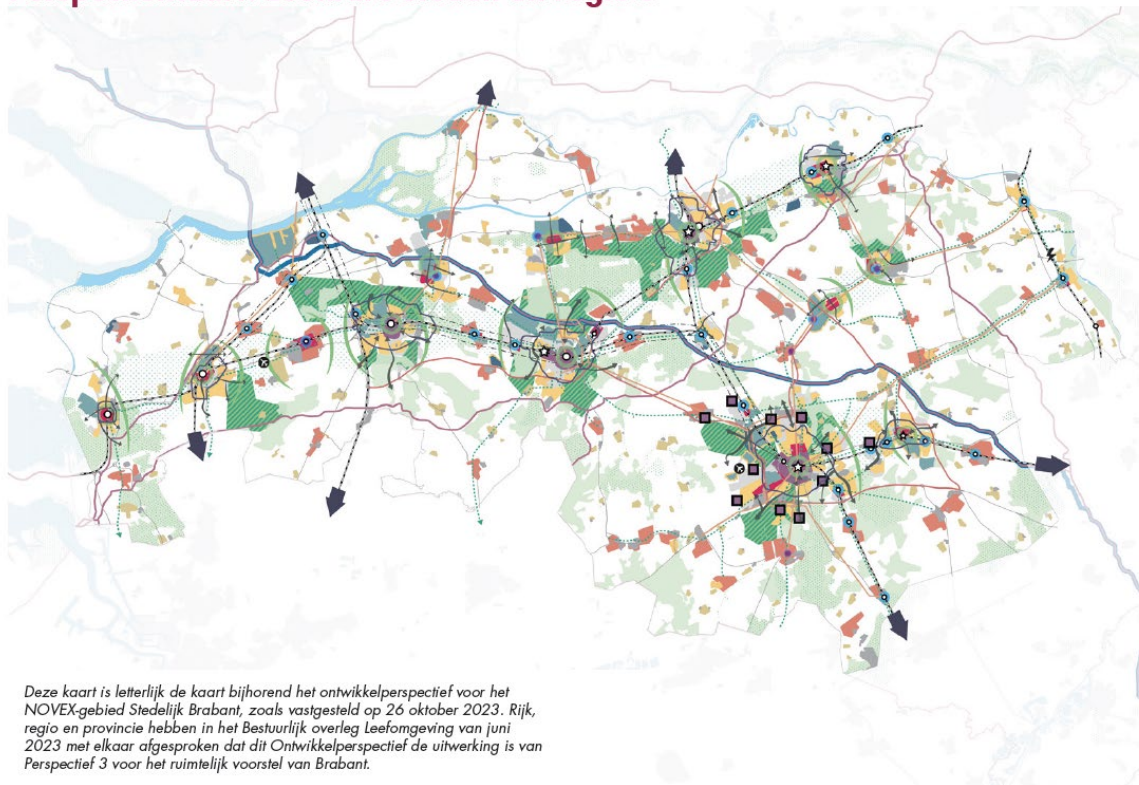 Deze kaart is letterlijk de kaart bijhorend het ontwikkelperspectief voor het
NOVEX-gebied Stedelijk Brabant, zoals vastgesteld op 26 oktober 2023. Rijk,
regio en provincie hebben in het Bestuurlijk overleg Leefomgeving van juni
2023 met elkaar afgesproken dat dit Ontwikkelperspectief de uitwerking is van
Perspectief 3 voor het ruimtelijk voorstel van Brabant.